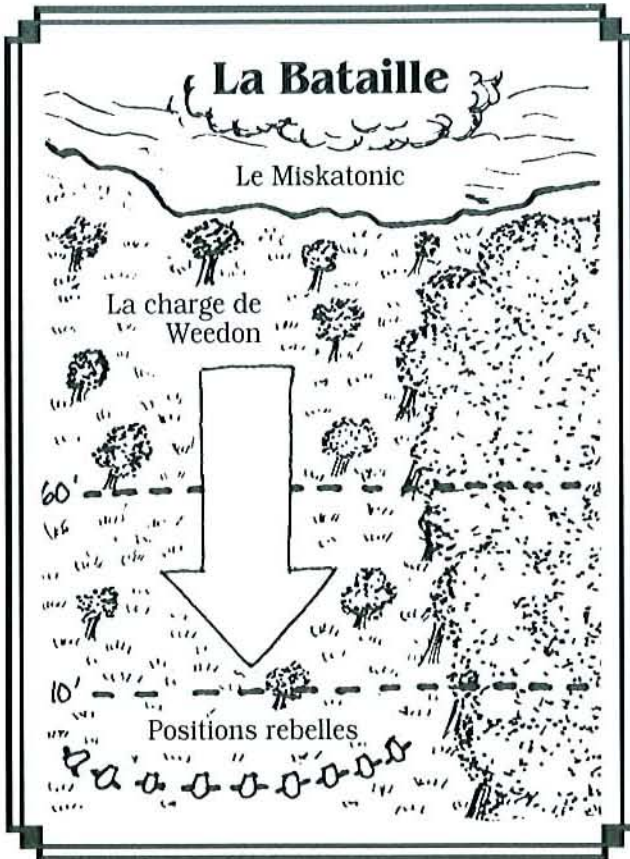 La Bataille
Le Miskatonic
La charge de
Weedon
60'
10'
Positions rebelles